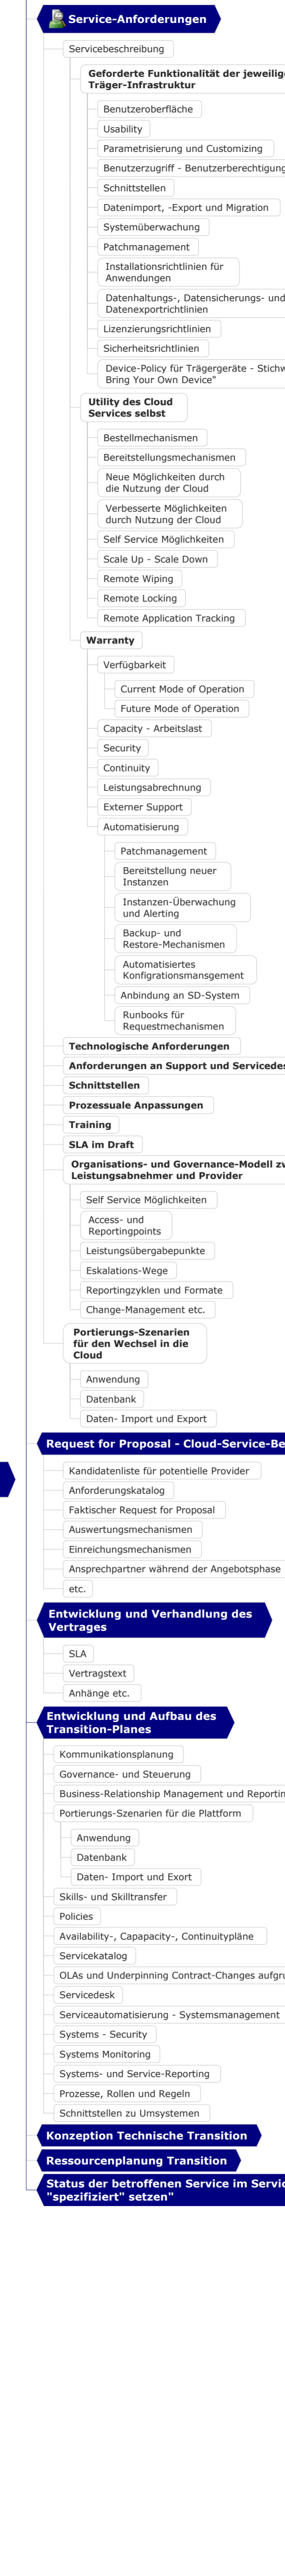 Service-Anforderungen
Servicebeschreibung
Geforderte Funktionalität der
Träger-Infrastruktur
Benutzeroberfläche
Usability
Parametrisierung und Customizing
Benutzerzugriff - Benutzerberechtigung
Schnittstellen
Datenimport, -Export und Migration
Systemüberwachung
Patchmanagement
Installationsrichtlinien für
Anwendungen
Datenhaltungs-, Datensicherungs- und
Datenexportrichtlinien
Lizenzierungsrichtlinien
Sicherheitsrichtlinien
Device-Policy für Trägergeräte -
Bring Your Own Device"
Utility des Cloud
Services selbst
Bestellmechanismen
Bereitstellungsmechanismen
Neue Möglichkeiten durch
die Nutzung der Cloud
Verbesserte Möglichkeiten
durch Nutzung der Cloud
Self Service Möglichkeiten
Scale Up - Scale Down
Remote Wiping
Remote Locking
Remote Application Tracking
Warranty
Verfügbarkeit
Current Mode of Operation
Future Mode of Operation
Capacity - Arbeitslast
Security
Continuity
Leistungsabrechnung
Externer Support
Automatisierung
Patchmanagement
Bereitstellung neuer
Instanzen
Instanzen-Überwachung
und Alerting
Backup- und
Restore-Mechanismen
Automatisiertes
Konfigrationsmansgement
Anbindung an SD-System
Runbooks für
Requestmechanismen
Technologische Anforderungen
Anforderungen an Support und
Schnittstellen
Prozessuale Anpassungen
Training
SLA im Draft
Organisations- und Governance-Modell
Leistungsabnehmer und Provider
Self Service Möglichkeiten
Access- und
Reportingpoints
Leistungsübergabepunkte
Eskalations-Wege
Reportingzyklen und Formate
Change-Management etc.
Portierungs-Szenarien
für den Wechsel in die
Cloud
Anwendung
Datenbank
Daten- Import und Export
Request for Proposal -
Kandidatenliste für potentielle Provider
Anforderungskatalog
Faktischer Request for Proposal
Auswertungsmechanismen
Einreichungsmechanismen
Ansprechpartner während der Angebotsphase
etc.
Entwicklung und Verhandlung des
Vertrages
SLA
Vertragstext
Anhänge etc.
Entwicklung und Aufbau des
Transition-Planes
Kommunikationsplanung
Governance- und Steuerung
Business-Relationship Management und
Portierungs-Szenarien für die Plattform
Anwendung
Datenbank
Daten- Import und Exort
Skills- und Skilltransfer
Policies
Availability-, Capapacity-, Continuitypläne
Servicekatalog
OLAs und Underpinning Contract-Changes
Servicedesk
Serviceautomatisierung - Systemsmanagement
Systems - Security
Systems Monitoring
Systems- und Service-Reporting
Prozesse, Rollen und Regeln
Schnittstellen zu Umsystemen
Konzeption Technische Transition
Ressourcenplanung Transition
Status der betroffenen Service im
"spezifiziert" setzen"